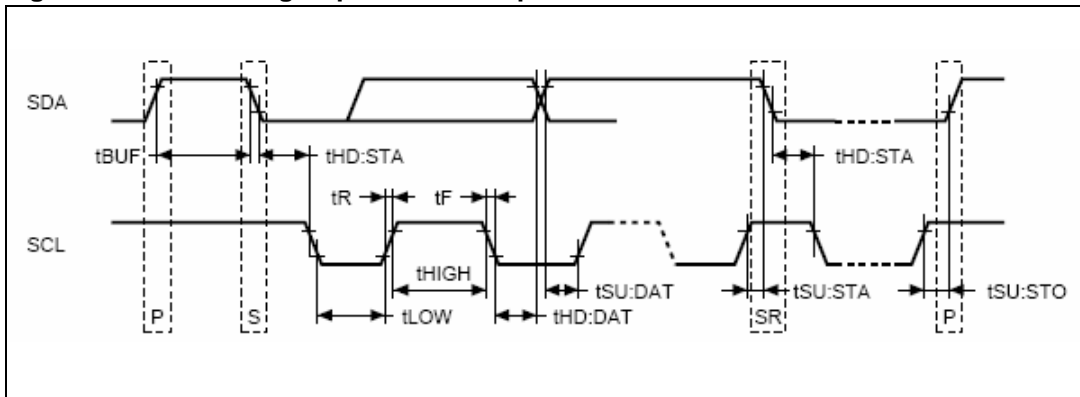 SDA
tBUF
tHD:STA
tHD:STA
tR
tF
SCL
tHIGH
tSU:DAT
tSU:STA
tSU:STO
P
S
tLOW
tHD:DAT
SR
P